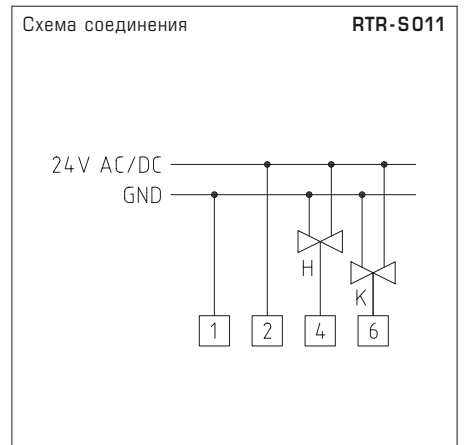 Схема соединения RTR-S011
24V AC/DC
GND
H
K
1 2 4 6